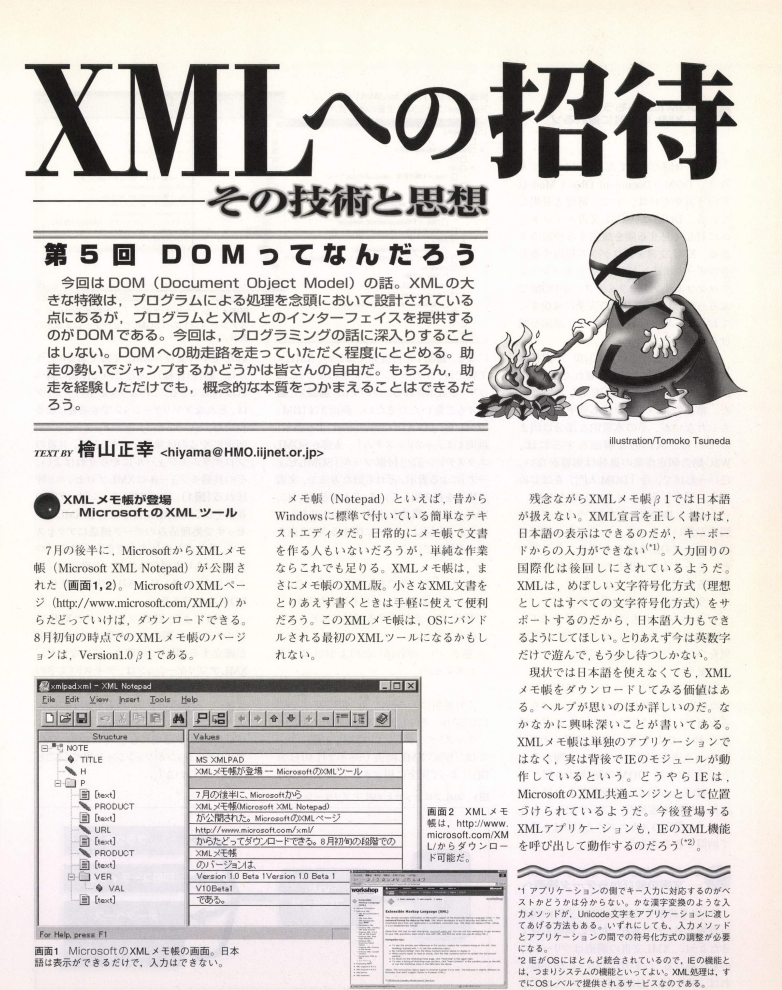 XMLへの招待
その技術と思想
第5回 DOMってなんだろう
今回はDOM（Document Object Model）の話。XMLの大
きな特徴は，プログラムによる処理を念頭において設計されている
点にあるが，プログラムとXMLとのインターフェイスを提供する
のがDOMである。今回は，プログラミングの話に深入りすること
はしない。DOMへの助走路を走っていただく程度にとどめる。助
走の勢いでジャンプするかどうかは皆さんの自由だ。もちろん，助
走を経験しただけでも，概念的な本質をつかまえることはできるだ
ろう。
illustration/Tomoko Tsuneda
TEXT BY 檜山正幸 <hiyama@HMO.iijnet.or.jp>
XMLメモ帳が登場
― MicrosoftのXMLツール
7月の後半に，MicrosoftからXMLメモ
帳（Microsoft XML Notepad）が公開さ
れた（画面1，2）。MicrosoftのXMLペー
ジ（http://www.microsoft.com/XML/）か
らたどっていけば，ダウンロードできる。
8月初旬の時点でのXMLメモ帳のバージ
ョンは，Version1.0 β1である。
メモ帳（Notepad）といえば，昔から
Windowsに標準で付いている簡単なテキ
ストエディタだ。日常的にメモ帳で文書
を作る人もいないだろうが，単純な作業
ならこれでも足りる。XMLメモ帳は，ま
さにメモ帳のXML版。小さなXML文書を
とりあえず書くときは手軽に使えて便利
だろう。このXMLメモ帳は，OSにバンド
ルされる最初のXMLツールになるかもし
れない。
残念ながらXMLメモ帳β1では日本語
が扱えない。XML宣言を正しく書けば，
日本語の表示はできるのだが，キーボー
ドからの入力ができない(*1)。入力回りの
国際化は後回しにされているようだ。
XMLは，めぼしい文字符号化方式（理想
としてはすべての文字符号化方式）をサ
ポートするのだから，日本語入力もでき
るようにしてほしい。とりあえず今は英数字
だけで遊んで，もう少し待つしかない。
現状では日本語を使えなくても，XML
メモ帳をダウンロードしてみる価値はあ
る。ヘルプが思いのほか詳しいのだ。な
かなかに興味深いことが書いてある。
XMLメモ帳は単独のアプリケーションで
はなく，実は背後でIEのモジュールが動
作しているという。どうやらIEは，
MicrosoftのXML共通エンジンとして位置
づけられているようだ。今後登場する
XMLアプリケーションも，IEのXML機能
を呼び出して動作するのだろう(*2)。
xmlpad.xml - XML Notepad
File Edit View Insert Tools Help
Structure Values
NOTE
TITLE MS XMLPAD
H XMLメモ帳が登場 -- MicrosoftのXMLツール
P
[text] 7月の後半に、Microsoftから
PRODUCT XMLメモ帳(Microsoft XML Notepad)
[text] が公開された。MicrosoftのXMLページ
URL http://www.microsoft.com/xml/
[text] からたどってダウンロードできる。8月初旬の段階での
PRODUCT XMLメモ帳
[text] のバージョンは、
VER Version 1.0 Beta 1Version 1.0 Beta 1
VAL V10Beta1
[text] である。
For Help, press F1
画面1 MicrosoftのXMLメモ帳の画面。日本
語は表示ができるだけで，入力はできない。
画面2 XMLメモ
帳は，http://www.
microsoft.com/XM
L/からダウンロー
ド可能だ。
workshop
Extensible Markup Language (XML)
*1 アプリケーションの側でキー入力に対応するのがベ
ストかどうかは分からない。かな漢字変換のような入
力メソッドが，Unicode文字をアプリケーションに渡し
てあげる方法もある。いずれにしても，入力メソッド
とアプリケーションの間での符号化方式の調整が必要
になる。
*2 IEがOSにほとんど統合されているので，IEの機能と
は，つまりシステムの機能といってよい。XML処理は，す
でにOSレベルで提供されるサービスなのである。